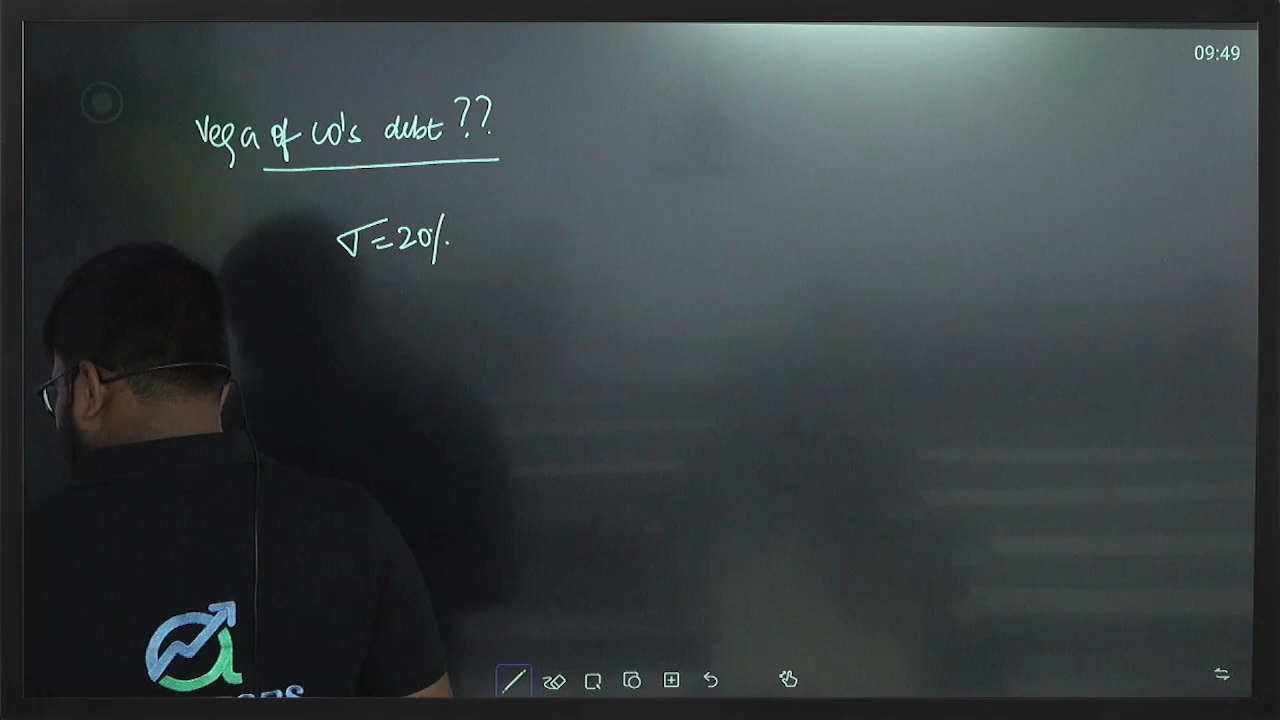 09:49
Vega of co's debt ??
σ = 20%.